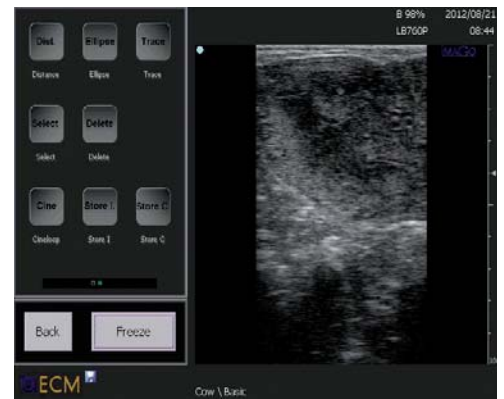 B 98% 2012/08/21
LB760P 08:44
IMAGO
Dist Ellipse Trace
Distance Ellipse Trace
Select Delete
Select Delete
Cine Store I Store C
Cineloop Store I Store C
Back Freeze
ECM
Cow \ Basic